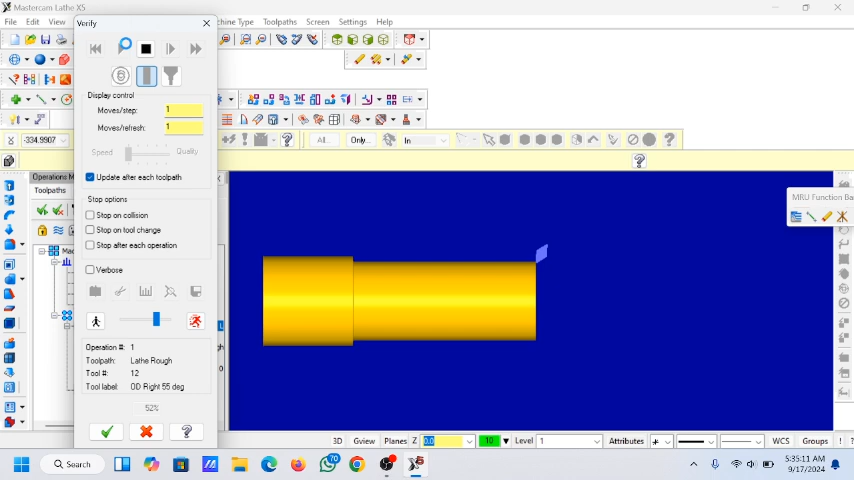 Mastercam Lathe X5
File Edit View
Verify
chine Type Toolpaths Screen Settings Help
-334.9907
All...
Only...
In
Display control
Moves/step: 1
Moves/refresh: 1
Speed Quality
Update after each toolpath
Stop options
Stop on collision
Stop on tool change
Stop after each operation
Verbose
Operation #: 1
Toolpath: Lathe Rough
Tool #: 12
Tool label: OD Right 55 deg
52%
Operations M
Toolpaths
Mac
MRU Function Ba
3D Gview Planes Z 0.0 10 Level 1 Attributes WCS Groups ?
Search
70
5:35:11 AM
9/17/2024